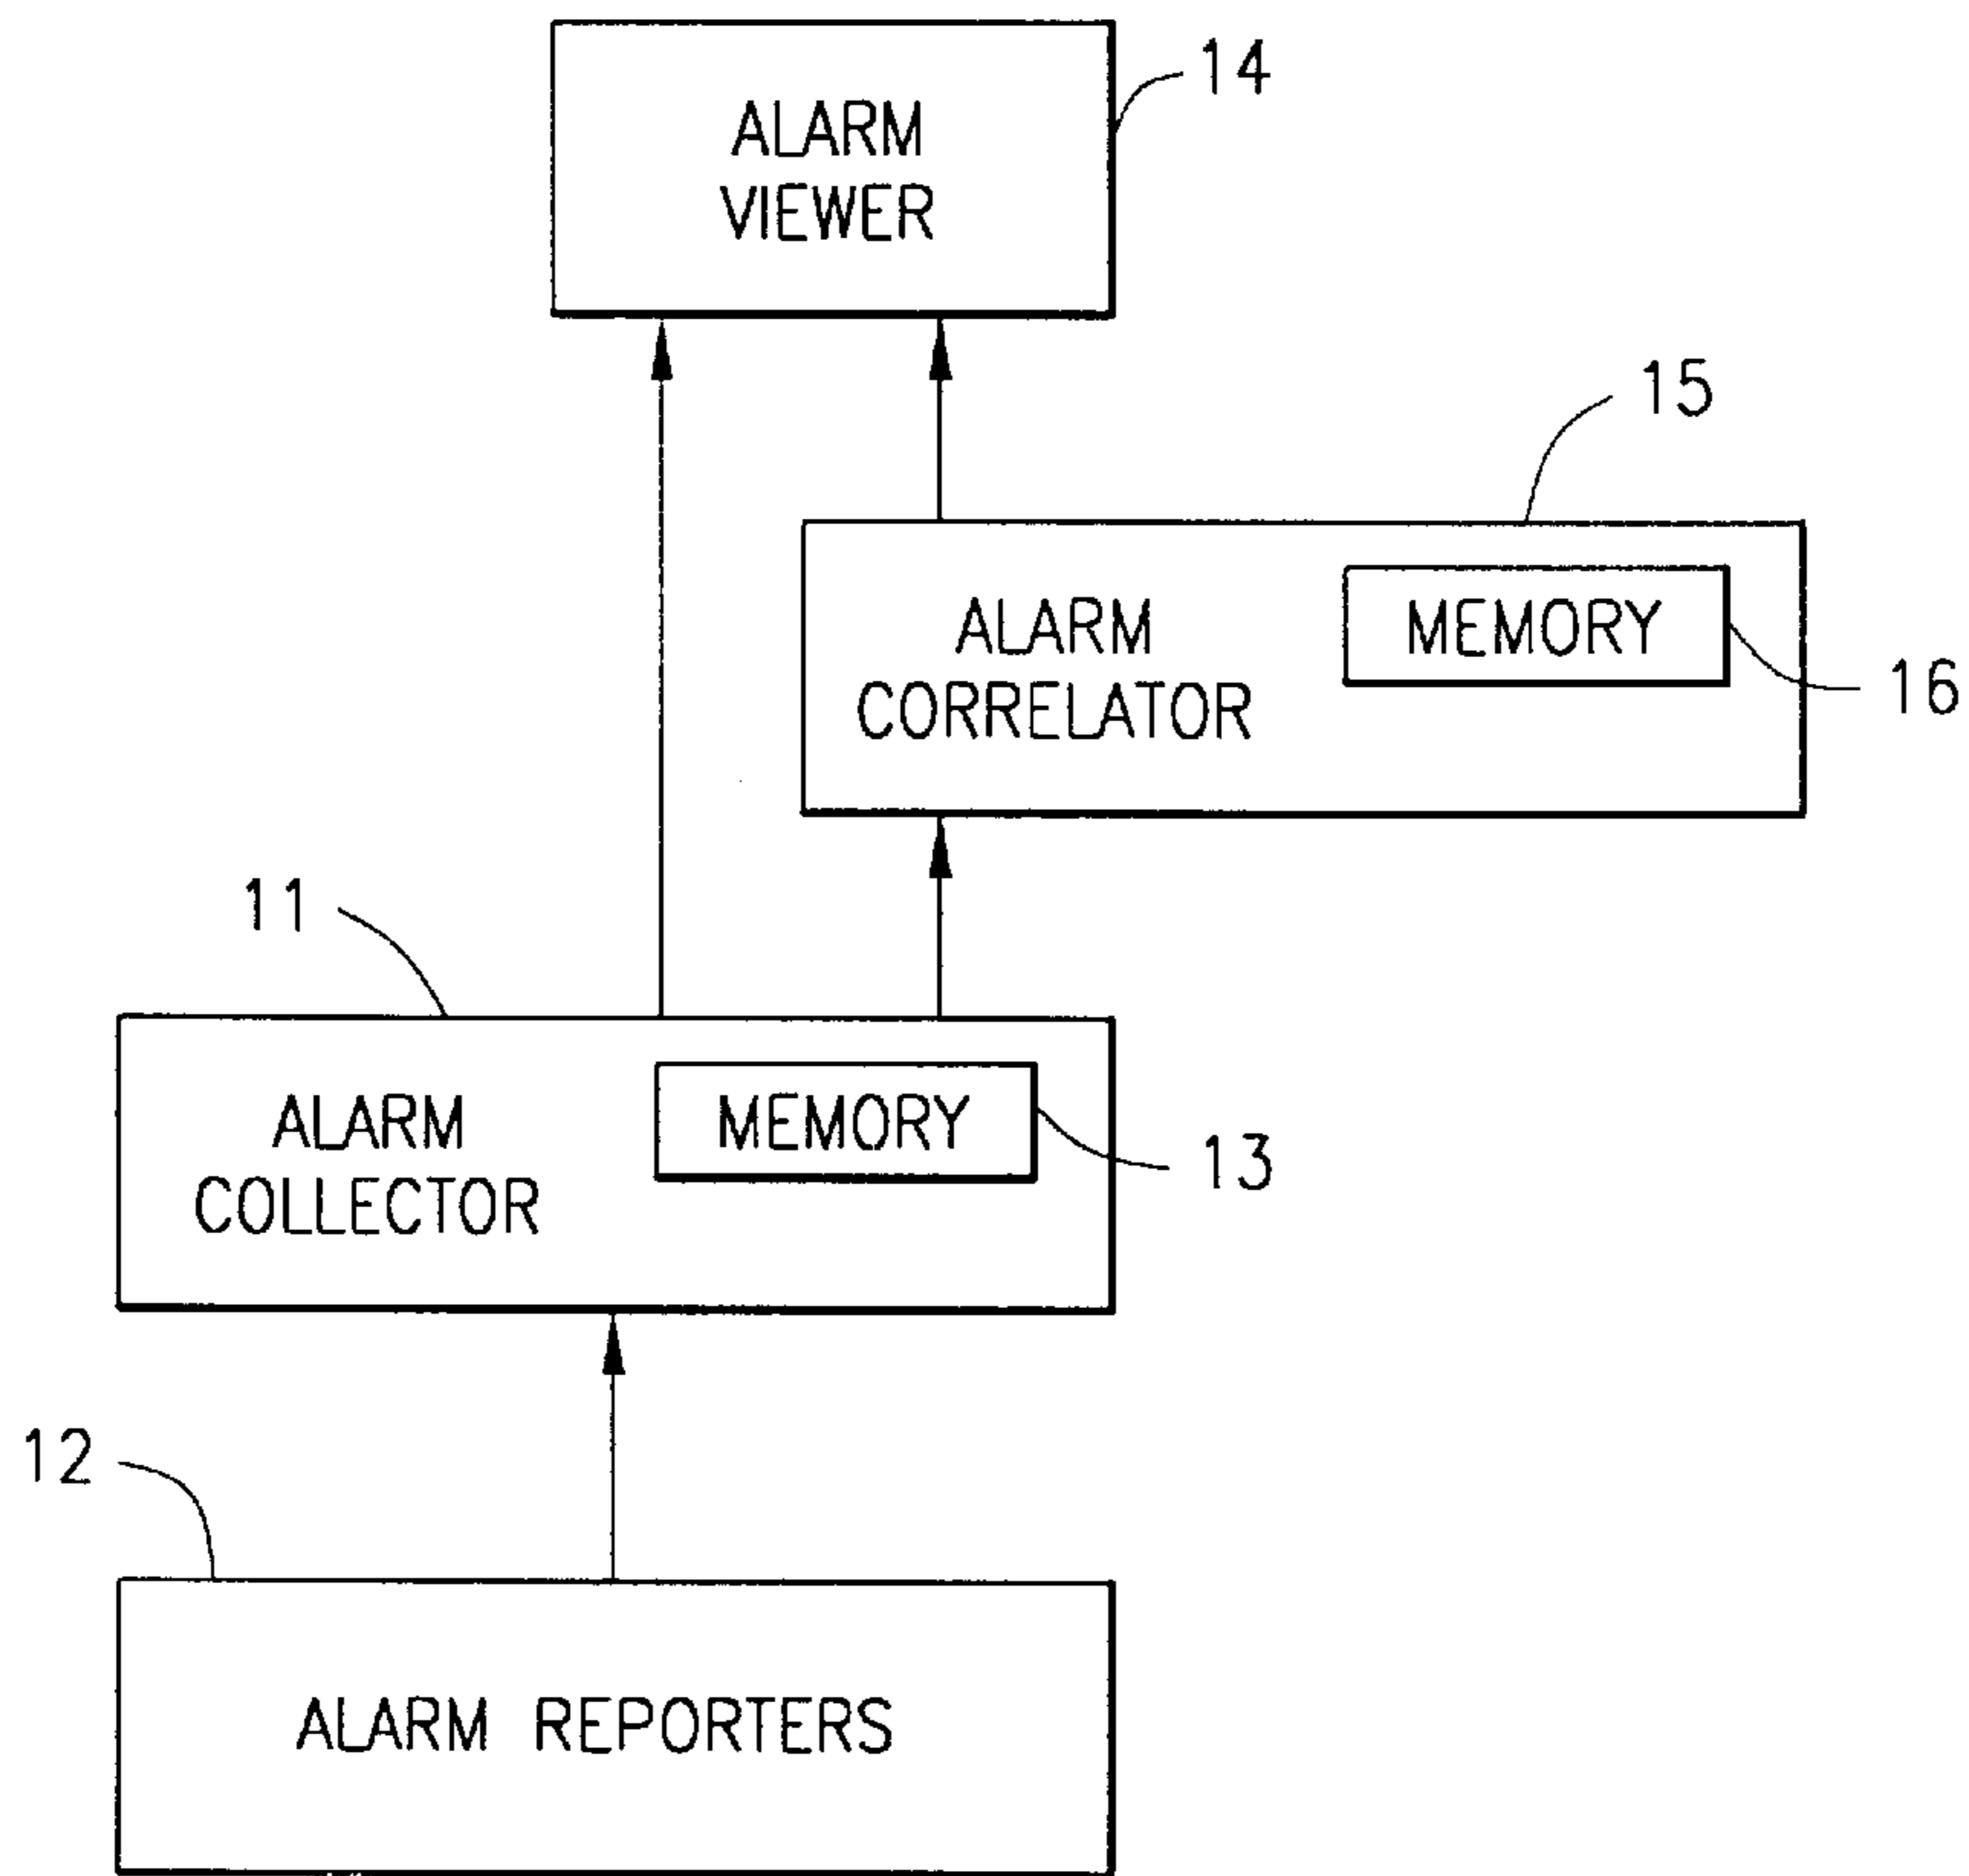 ALARM
VIEWER
14
15
ALARM
CORRELATOR
MEMORY
16
11
ALARM
COLLECTOR
MEMORY
13
12
ALARM REPORTERS